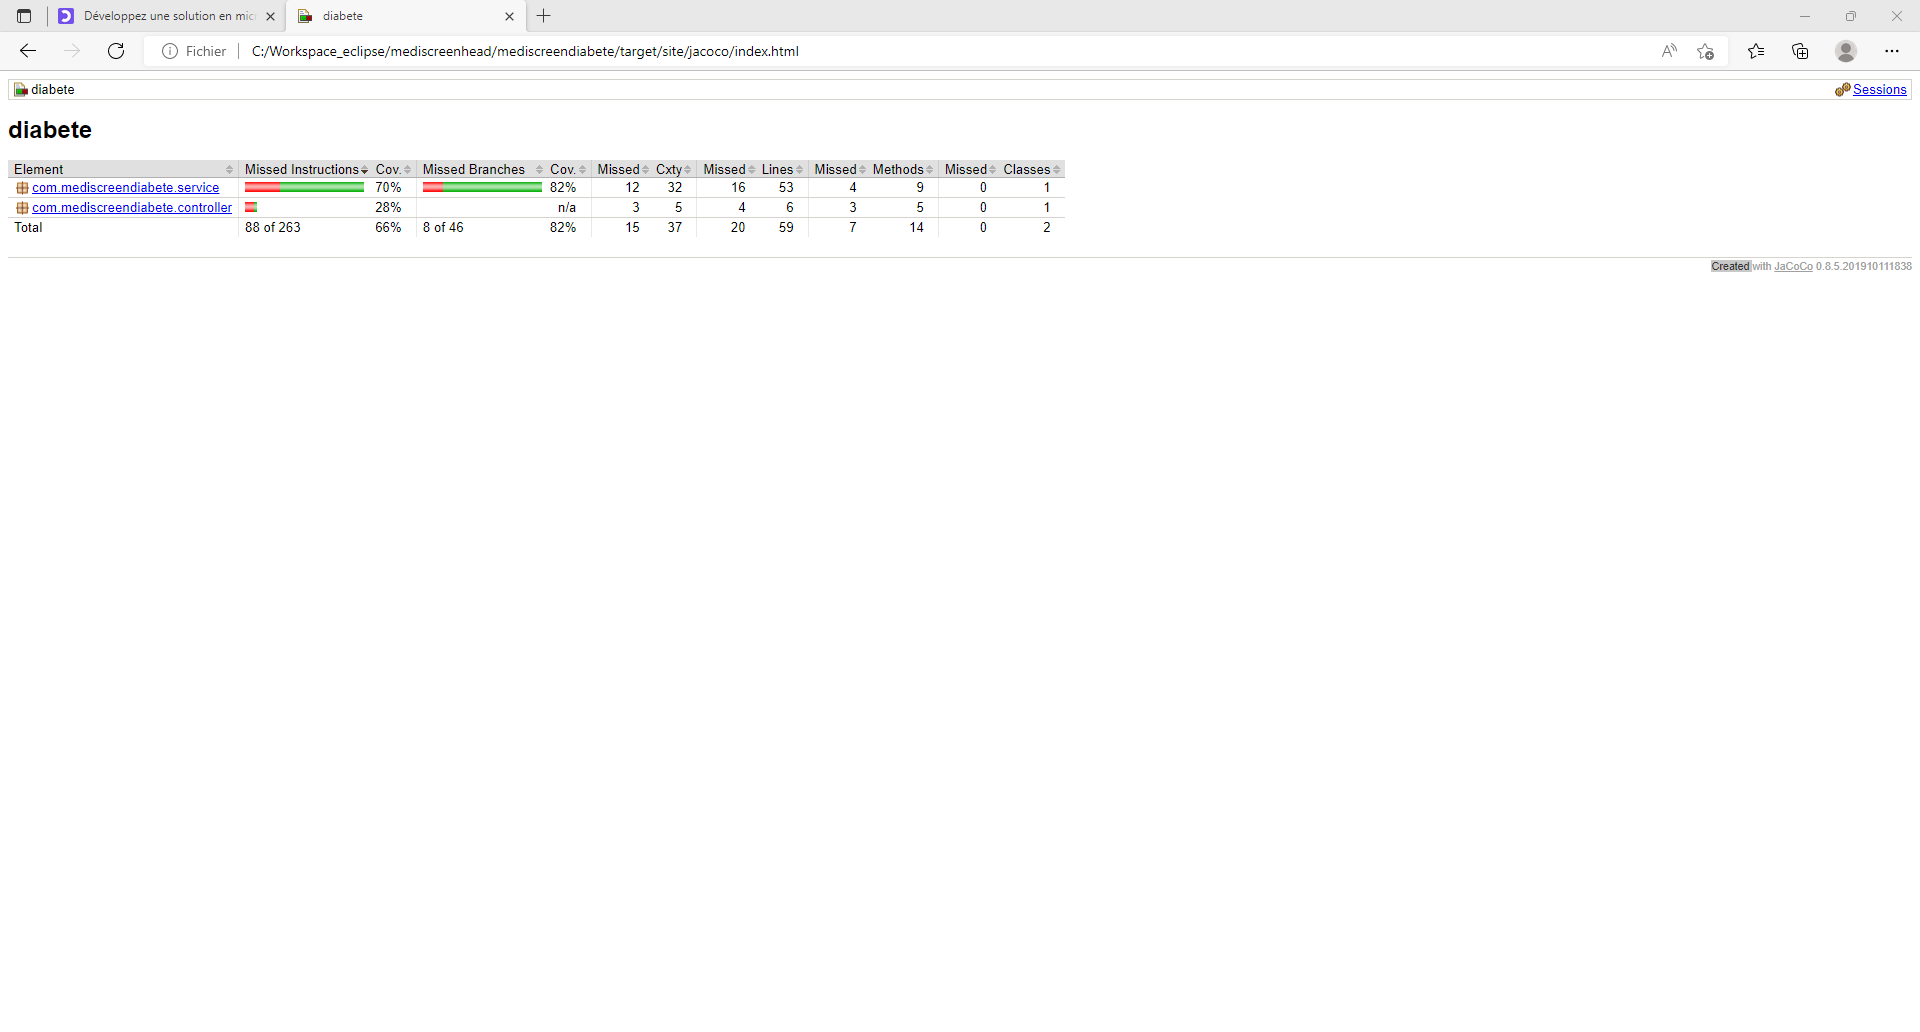 Développez une solution en mic
diabete
Fichier
C:/Workspace_eclipse/mediscreenhead/mediscreendiabete/target/site/jacoco/index.html
diabete Sessions
diabete
Element Missed Instructions Cov. Missed Branches Cov. Missed Cxty Missed Lines Missed Methods Missed Classes
com.mediscreendiabete.service 70% 82% 12 32 16 53 4 9 0 1
com.mediscreendiabete.controller 28% n/a 3 5 4 6 3 5 0 1
Total 88 of 263 66% 8 of 46 82% 15 37 20 59 7 14 0 2
Created with JaCoCo 0.8.5.201910111838